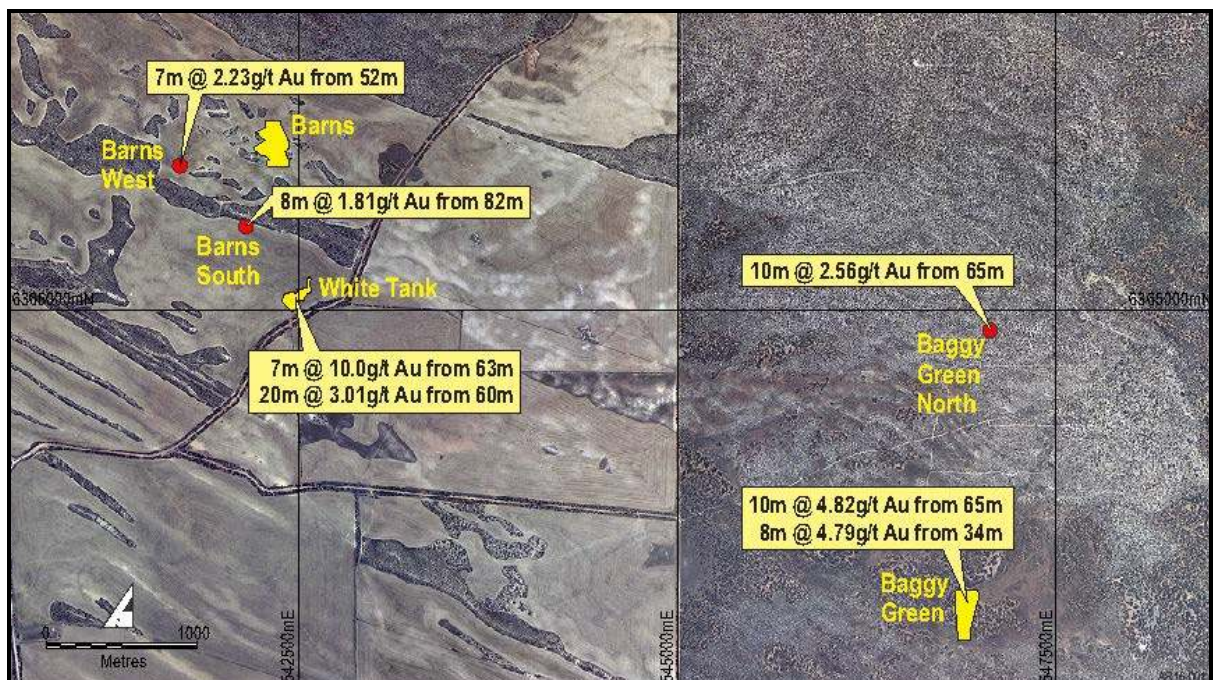 7m @ 2.23g/t Au from 52m
Barns
Barns
West
8m @ 1.81g/t Au from 82m
Barns
South
White Tank
10m @ 2.56g/t Au from 65m
6365000mN
7m @ 10.0g/t Au from 63m
20m @ 3.01g/t Au from 60m
Baggy
Green
North
10m @ 4.82g/t Au from 65m
8m @ 4.79g/t Au from 34m
Baggy
Green
0 1000
Metres
542500mE
545000mE
547500mE